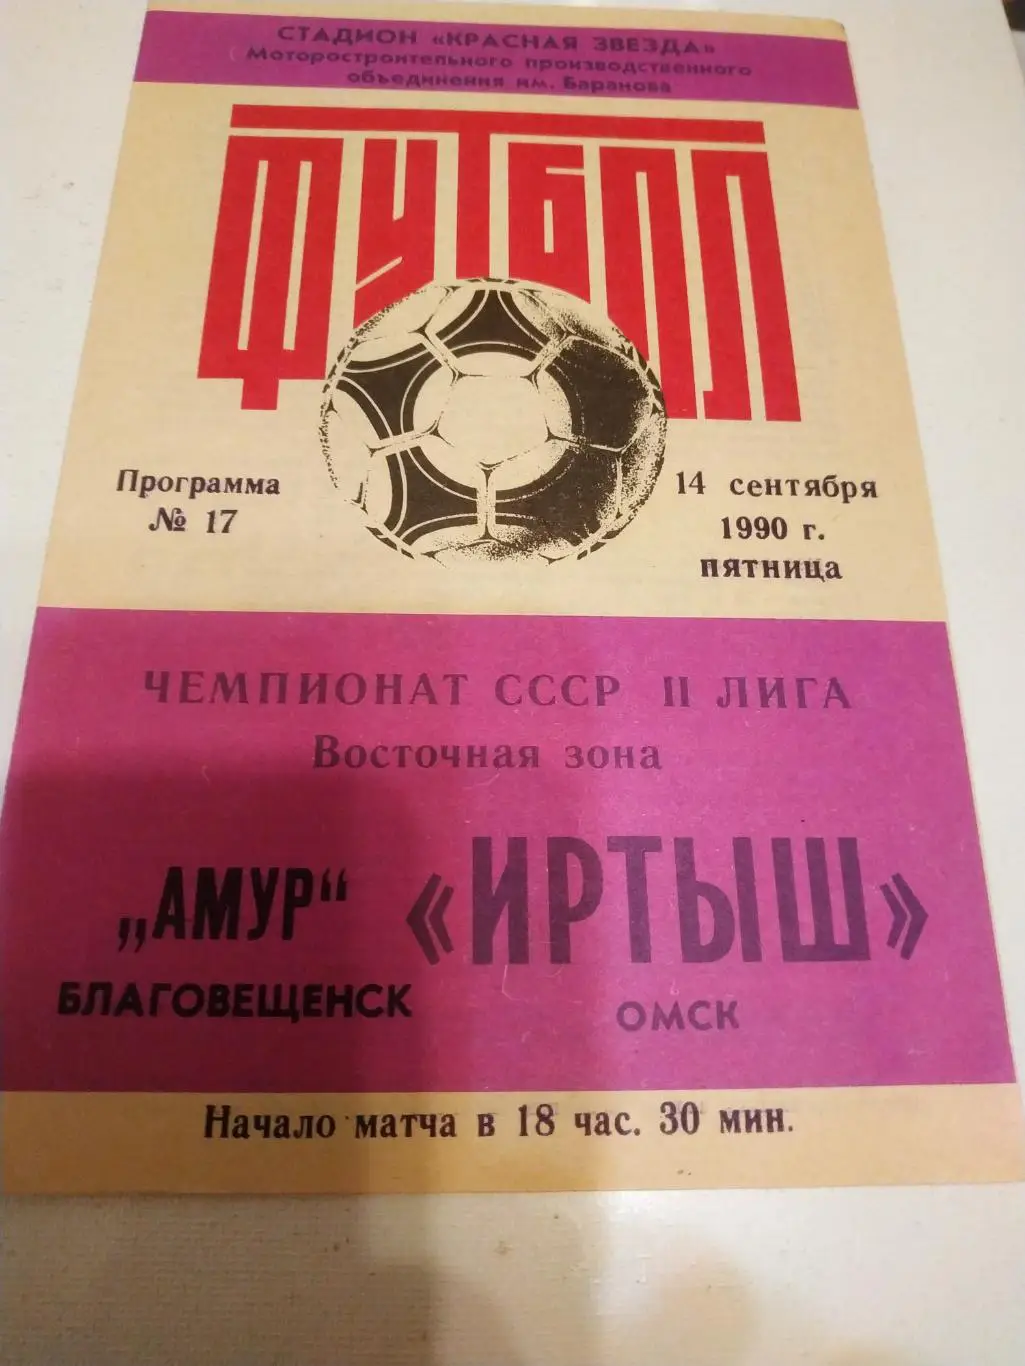 СТАДИОН «КРАСНАЯ ЗВЕЗДА»
Моторостроительного производственного
объединения им. Баранова
ФУТБОЛ
Программа
№ 17
14 сентября
1990 г.
пятница
ЧЕМПИОНАТ СССР II ЛИГА
Восточная зона
„АМУР“ «ИРТЫШ»
БЛАГОВЕЩЕНСК ОМСК
Начало матча в 18 час. 30 мин.